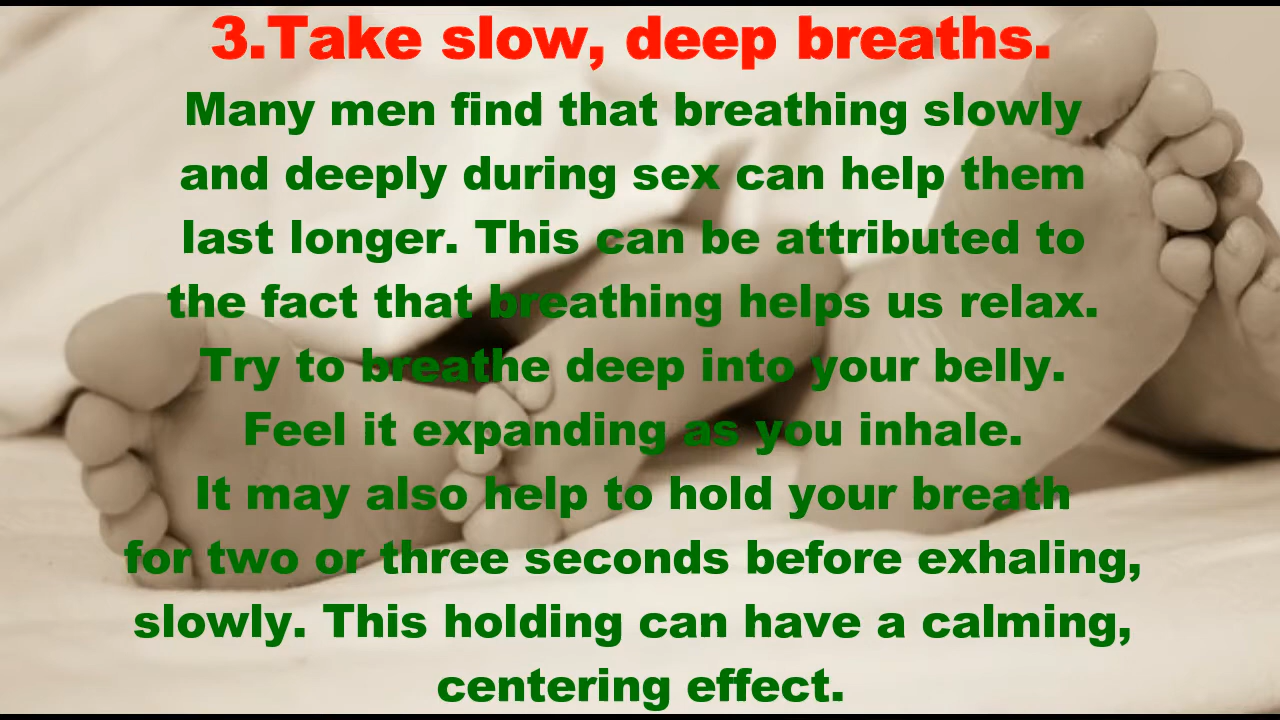 3.Take slow, deep breaths.
Many men find that breathing slowly
and deeply during sex can help them
last longer. This can be attributed to
the fact that breathing helps us relax.
Try to breathe deep into your belly.
Feel it expanding as you inhale.
It may also help to hold your breath
for two or three seconds before exhaling,
slowly. This holding can have a calming,
centering effect.